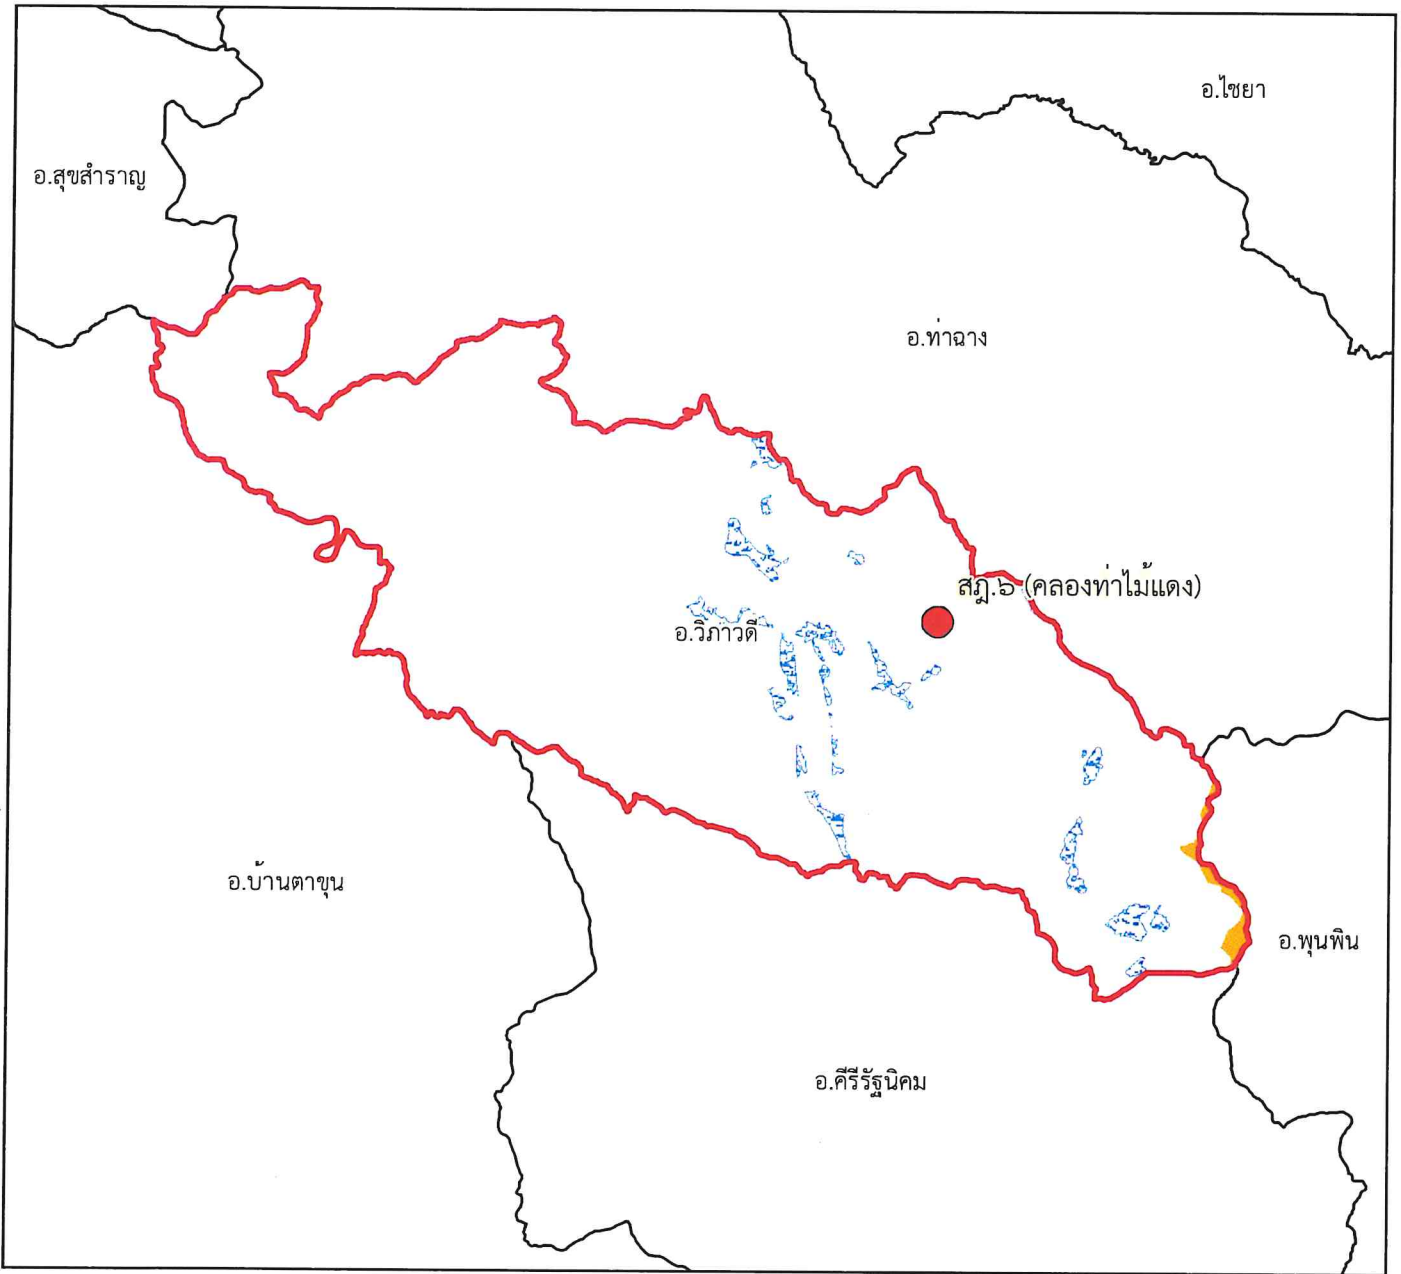 อ.ไชยา
อ.สุขสำราญ
อ.ท่าฉาง
สฎ.๖ (คลองท่าไม้แดง)
อ.วิภาวดี
อ.บ้านตาขุน
อ.พุนพิน
อ.คีรีรัฐนิคม